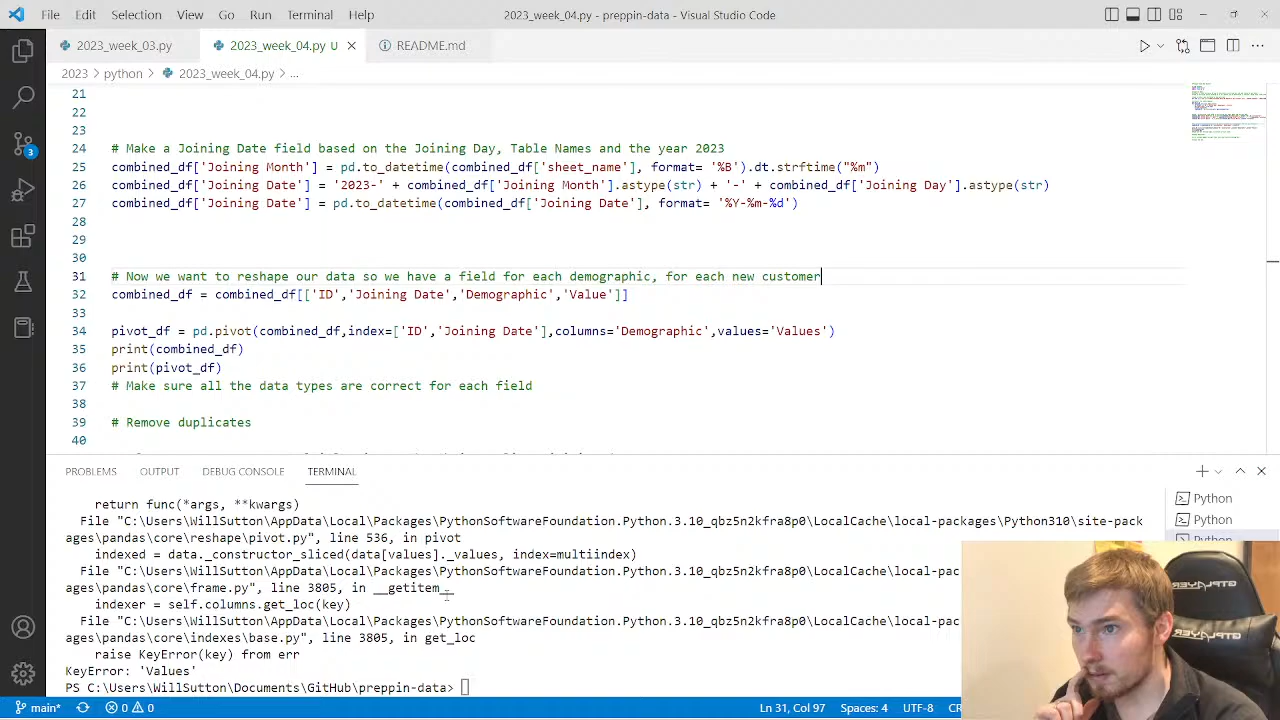 File Edit Selection View Go Run Terminal Help 2023_week_04.py - preppin-data - Visual Studio Code
2023_week_03.py 2023_week_04.py U README.md
2023 > python > 2023_week_04.py > ...
21
22
23
24 # Make a Joining Date field based on the Joining Day, Table Names and the year 2023
25 combined_df['Joining Month'] = pd.to_datetime(combined_df['sheet_name'], format= '%B').dt.strftime("%m")
26 combined_df['Joining Date'] = '2023-' + combined_df['Joining Month'].astype(str) + '-' + combined_df['Joining Day'].astype(str)
27 combined_df['Joining Date'] = pd.to_datetime(combined_df['Joining Date'], format= '%Y-%m-%d')
28
29
30
31 # Now we want to reshape our data so we have a field for each demographic, for each new customer
32 combined_df = combined_df[['ID','Joining Date','Demographic','Value']]
33
34 pivot_df = pd.pivot(combined_df,index=['ID','Joining Date'],columns='Demographic',values='Values')
35 print(combined_df)
36 print(pivot_df)
37 # Make sure all the data types are correct for each field
38
39 # Remove duplicates
40
PROBLEMS OUTPUT DEBUG CONSOLE TERMINAL
return func(*args, **kwargs)
File "C:\Users\WillSutton\AppData\Local\Packages\PythonSoftwareFoundation.Python.3.10_qbz5n2kfra8p0\LocalCache\local-packages\Python310\site-pack
ages\pandas\core\reshape\pivot.py", line 536, in pivot
indexed = data._constructor_sliced(data[values]._values, index=multiindex)
File "C:\Users\WillSutton\AppData\Local\Packages\PythonSoftwareFoundation.Python.3.10_qbz5n2kfra8p0\LocalCache\local-pac
ages\pandas\core\frame.py", line 3805, in __getitem__
indexer = self.columns.get_loc(key)
File "C:\Users\WillSutton\AppData\Local\Packages\PythonSoftwareFoundation.Python.3.10_qbz5n2kfra8p0\LocalCache\local-pac
ages\pandas\core\indexes\base.py", line 3805, in get_loc
raise KeyError(key) from err
KeyError: 'Values'
PS C:\Users\WillSutton\Documents\GitHub\preppin-data>
Python
Python
Python
3
GTPLAYER
main* 0 0 Ln 31, Col 97 Spaces: 4 UTF-8 CR